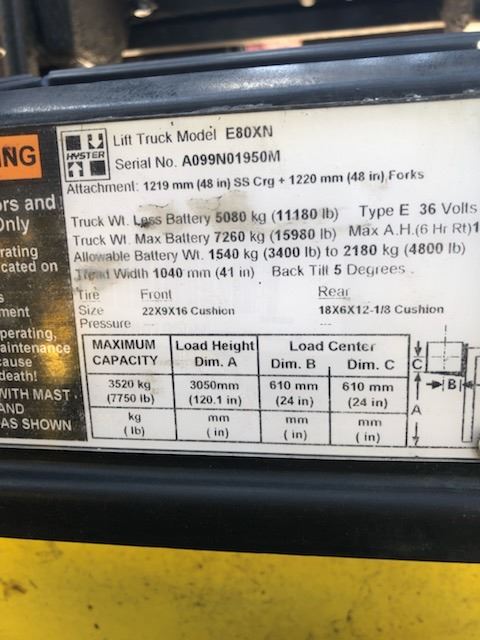 NG
ors and
Only
rating
cated on
s
ment
perating,
aintenance
cause
death!
WITH MAST
AND
AS SHOWN
HYSTER
Lift Truck Model E80XN
Serial No. A099N01950M
Attachment: 1219 mm (48 in) SS Crg + 1220 mm (48 in) Forks
Truck Wt. Less Battery 5080 kg (11180 lb) Type E 36 Volts
Truck Wt. Max Battery 7260 kg (15980 lb) Max A.H.(6 Hr Rt)1
Allowable Battery Wt. 1540 kg (3400 lb) to 2180 kg (4800 lb)
Tread Width 1040 mm (41 in) Back Tilt 5 Degrees
Tire Front Rear
Size 22X9X16 Cushion 18X6X12-1/8 Cushion
Pressure
MAXIMUM CAPACITY Load Height Dim. A Load Center Dim. B Dim. C
3520 kg 3050mm 610 mm 610 mm
(7750 lb) (120.1 in) (24 in) (24 in)
kg mm mm mm
(lb) (in) (in) (in)
C
B
A